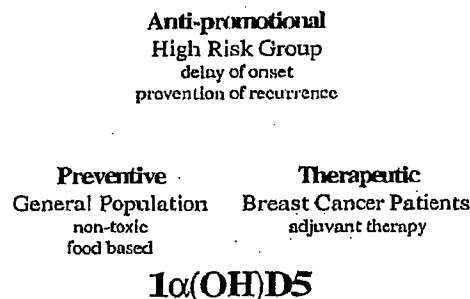 Anti-promotional
High Risk Group
delay of onset
provention of recurrence
Preventive
General Population
non-toxic
food based
Therapeutic
Breast Cancer Patients
adjuvant therapy
1α(OH)D5